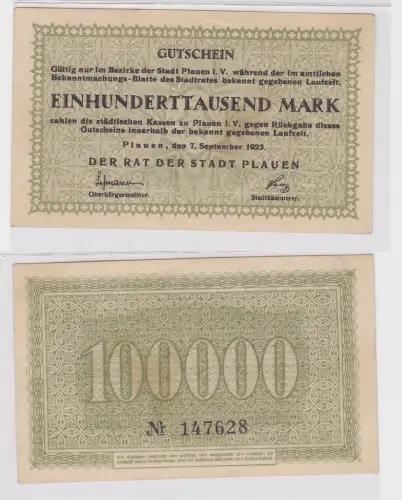 GUTSCHEIN
Gültig nur im Bezirke der Stadt Plauen i. V. während der im amtlichen
Bekanntmachungs-Blatte des Stadtrates bekannt gegebenen Laufzeit.
EINHUNDERTTAUSEND MARK
zahlen die städtischen Kassen zu Plauen i. V. gegen Rückgabe dieses
Gutscheins innerhalb der bekannt gegebenen Laufzeit.
Plauen, den 7. September 1923.
DER RAT DER STADT PLAUEN
Lehmann
Oberbürgermeister. Stadtkämmerer.
100000
№ 147628